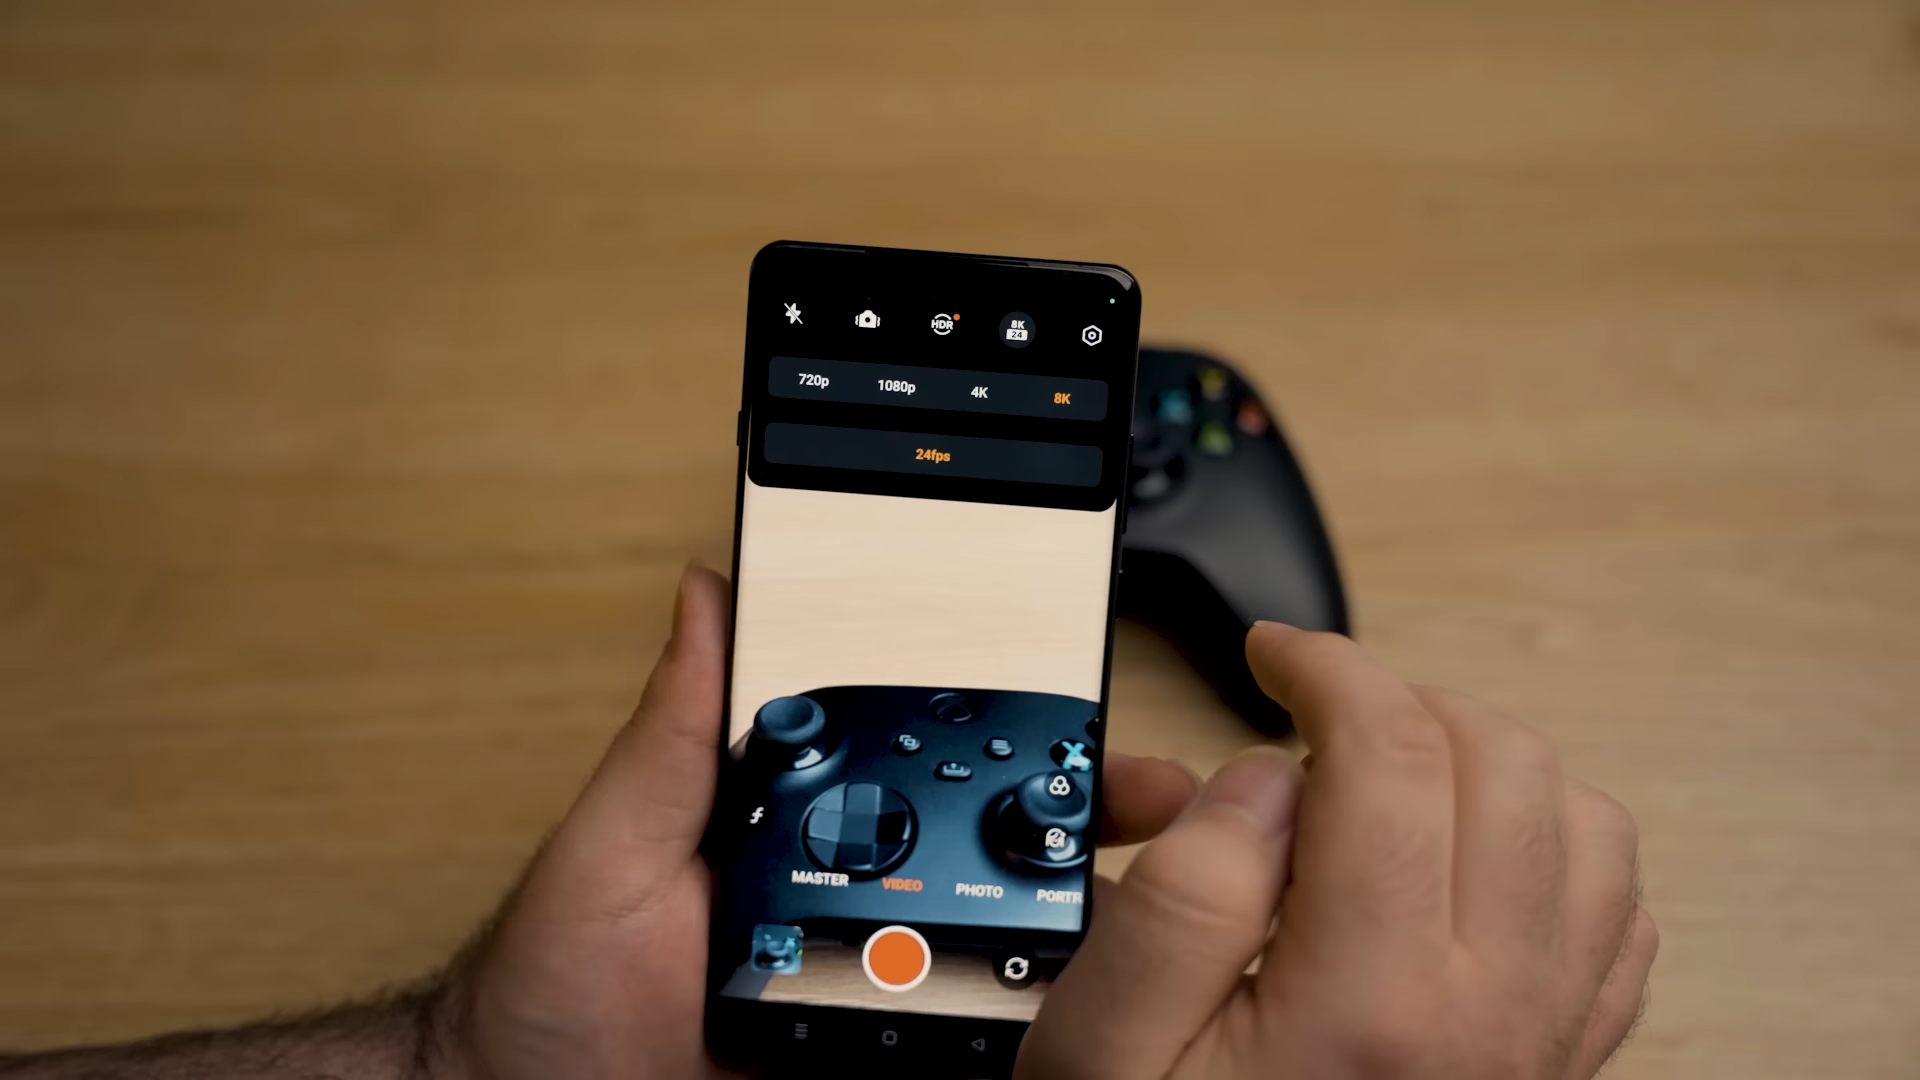 HDR 8K 24
720p 1080p 4K 8K
24fps
X
MASTER VIDEO PHOTO PORTR